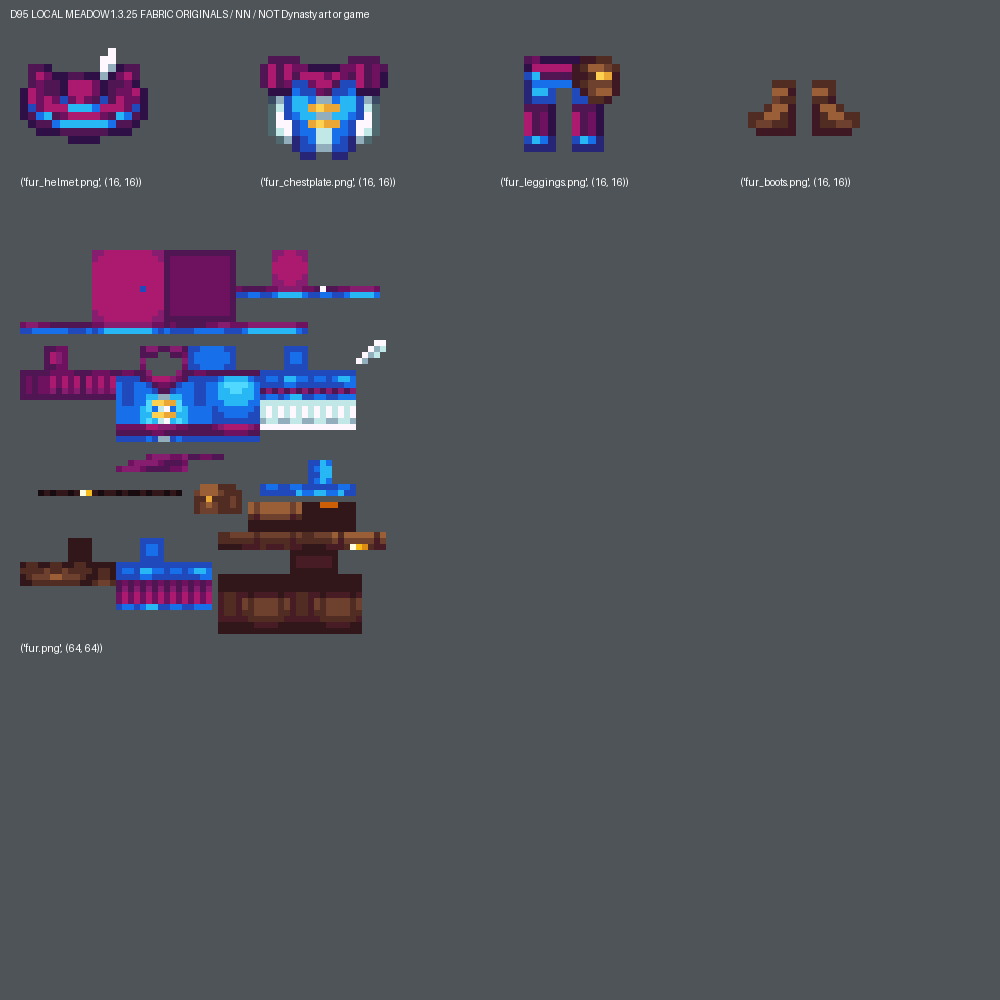 D95 LOCAL MEADOW 1.3.25 FABRIC ORIGINALS / NN / NOT Dynasty art or game
('fur_helmet.png', (16, 16)) ('fur_chestplate.png', (16, 16)) ('fur_leggings.png', (16, 16)) ('fur_boots.png', (16, 16))
('fur.png', (64, 64))